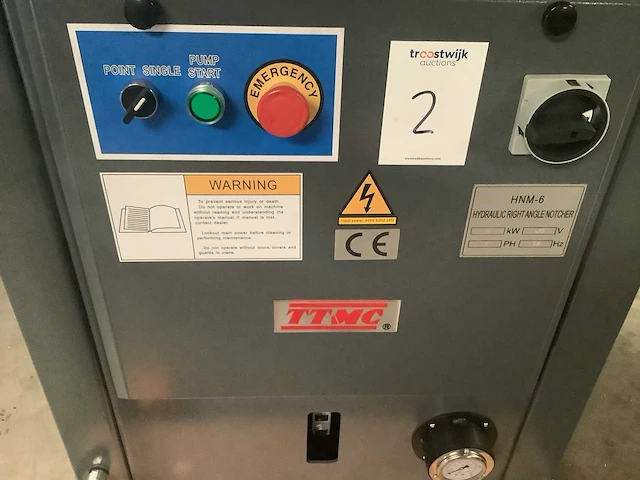 POINT SINGLE
PUMP
START
EMERGENCY
troostwijk
auctions
2
WARNING
To prevent serious injury or death.
Do not operate or work on machine
without reading and understanding the
operate's manual, if manual is lost,
contact dealer.
Lockout main power before cleaning or
performing maintenance.
Do not operate without doors, covers and
guards in place.
CE
HNM-6
HYDRAULIC RIGHT ANGLE NOTCHER
kW V
PH Hz
TTMC ®